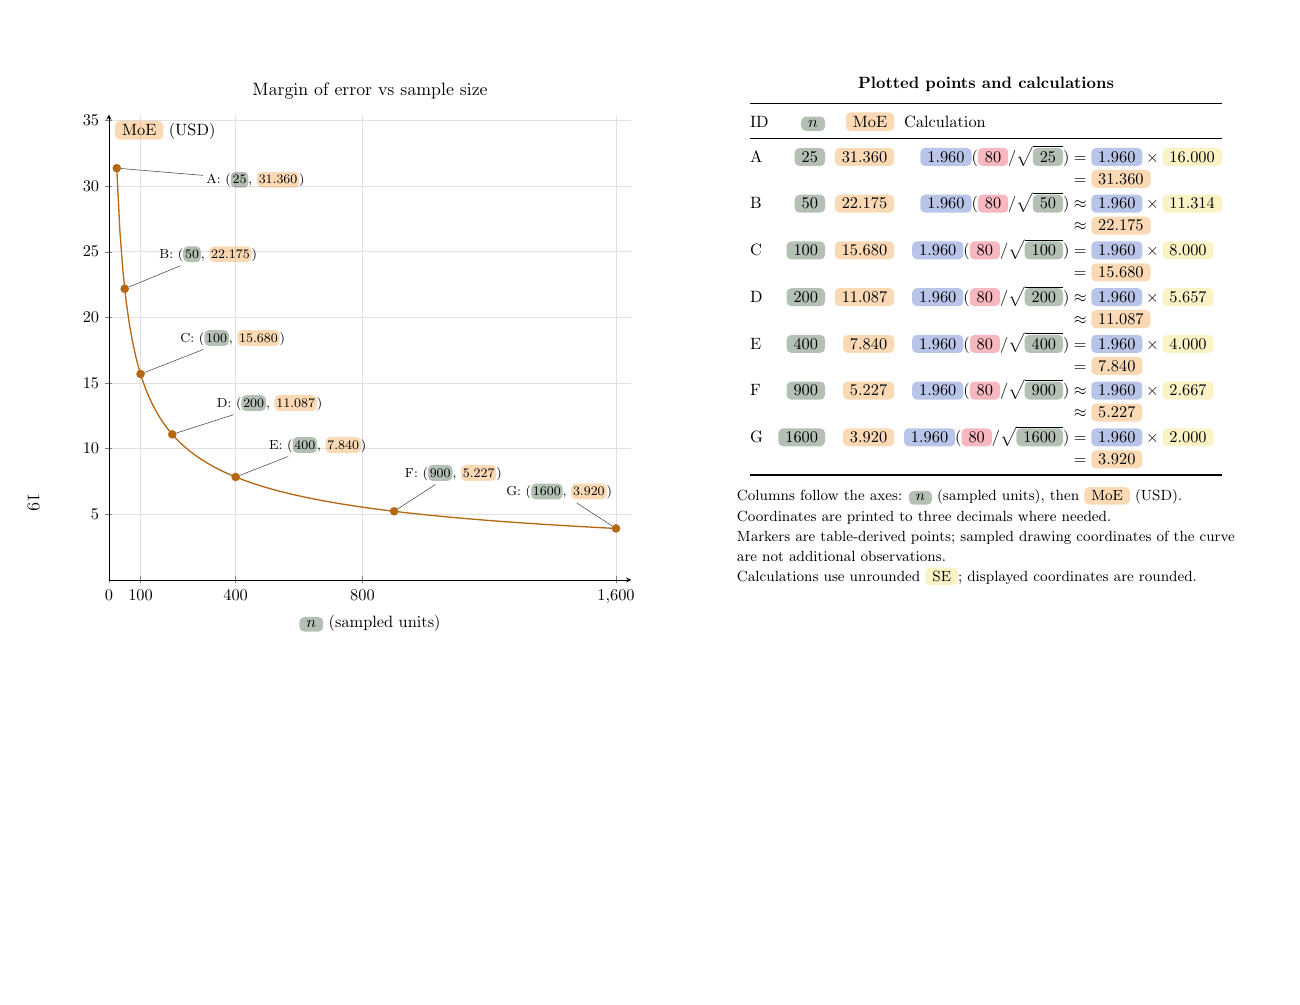 Margin of error vs sample size
MoE (USD)
35
30
25
20
15
10
5
A: (25, 31.360)
B: (50, 22.175)
C: (100, 15.680)
D: (200, 11.087)
E: (400, 7.840)
F: (900, 5.227)
G: (1600, 3.920)
0 100 400 800 1,600
n (sampled units)
19
Plotted points and calculations
ID n MoE Calculation
A 25 31.360 1.960(80/√25) = 1.960 × 16.000
= 31.360
B 50 22.175 1.960(80/√50) ≈ 1.960 × 11.314
≈ 22.175
C 100 15.680 1.960(80/√100) = 1.960 × 8.000
= 15.680
D 200 11.087 1.960(80/√200) ≈ 1.960 × 5.657
≈ 11.087
E 400 7.840 1.960(80/√400) = 1.960 × 4.000
= 7.840
F 900 5.227 1.960(80/√900) ≈ 1.960 × 2.667
≈ 5.227
G 1600 3.920 1.960(80/√1600) = 1.960 × 2.000
= 3.920
Columns follow the axes: n (sampled units), then MoE (USD).
Coordinates are printed to three decimals where needed.
Markers are table-derived points; sampled drawing coordinates of the curve
are not additional observations.
Calculations use unrounded SE; displayed coordinates are rounded.